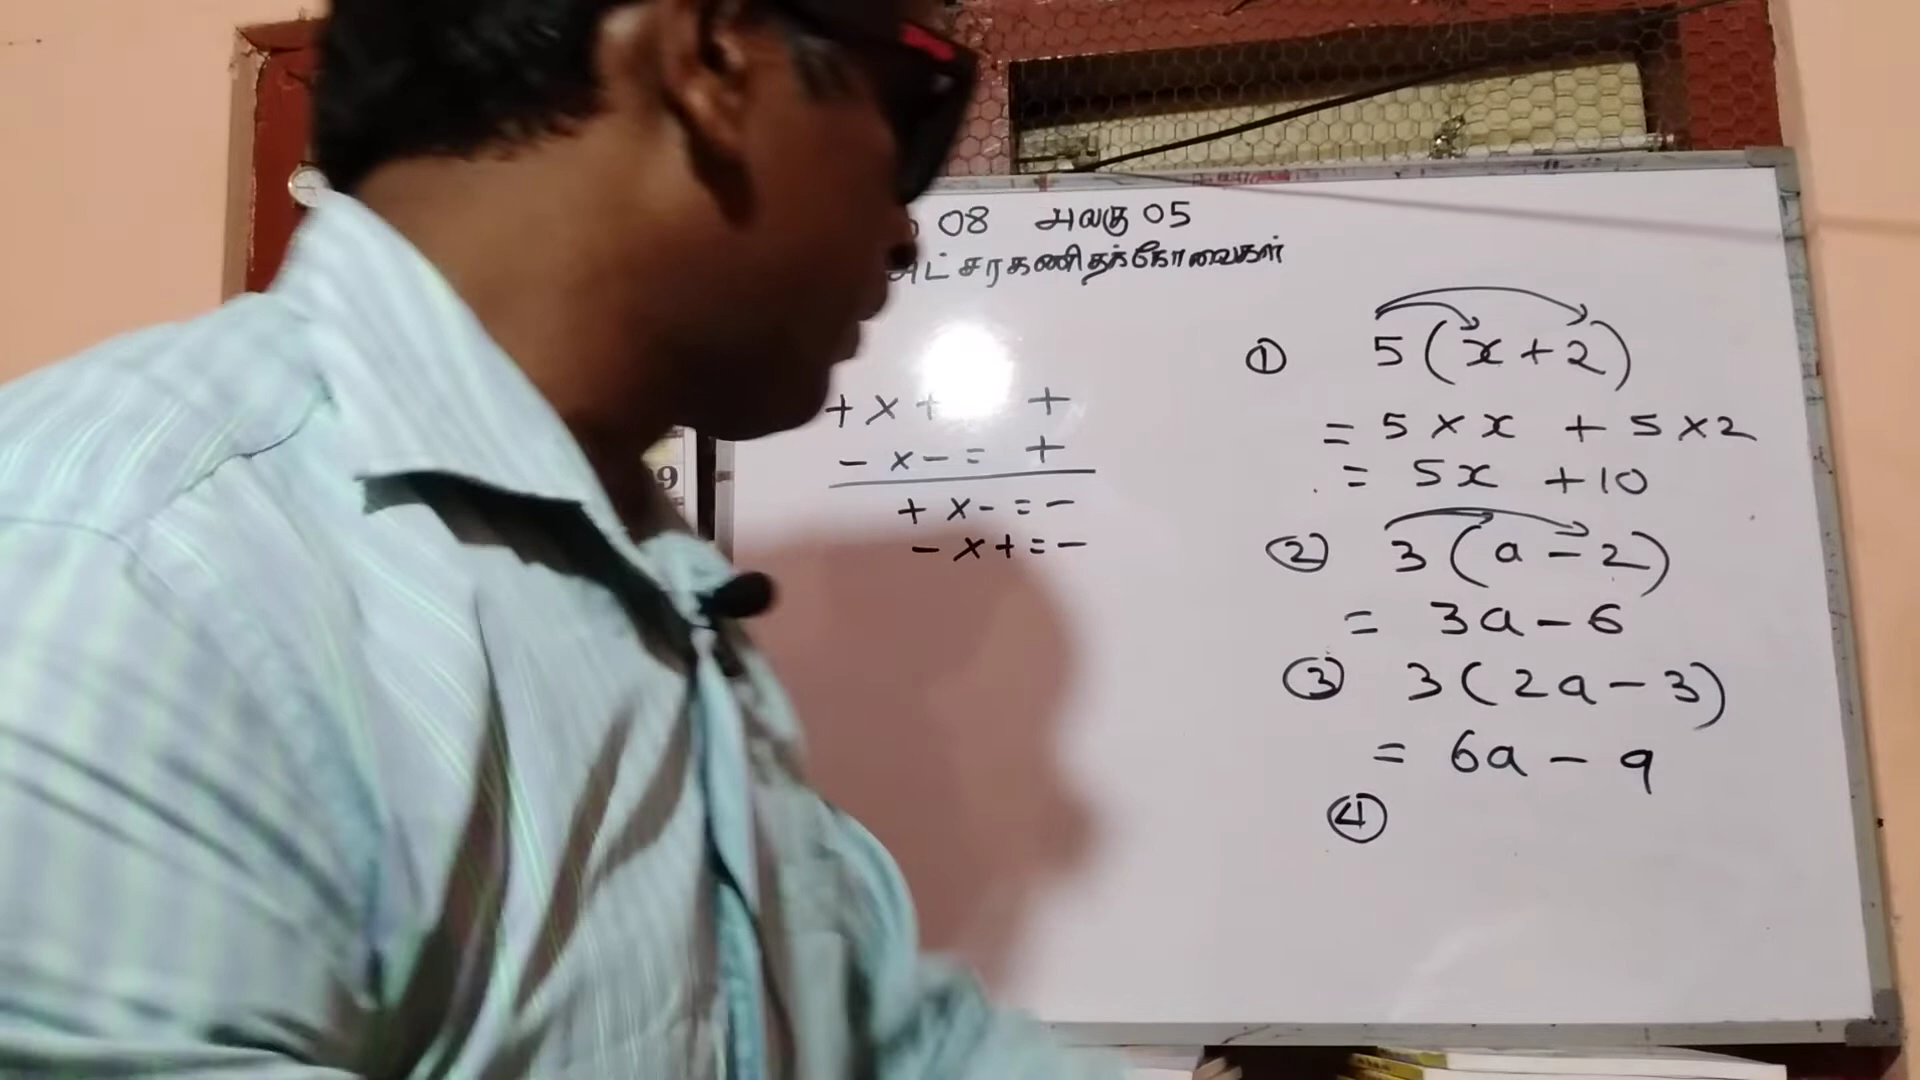 08 அலகு 05
அட்சரகணிதக்கோவைகள்
+ × + +
- × - = +
+ × - = -
- × + = -
9
① 5(x+2)
= 5 × x + 5 × 2
= 5x +10
② 3(a-2)
= 3a - 6
③ 3(2a-3)
= 6a - 9
④